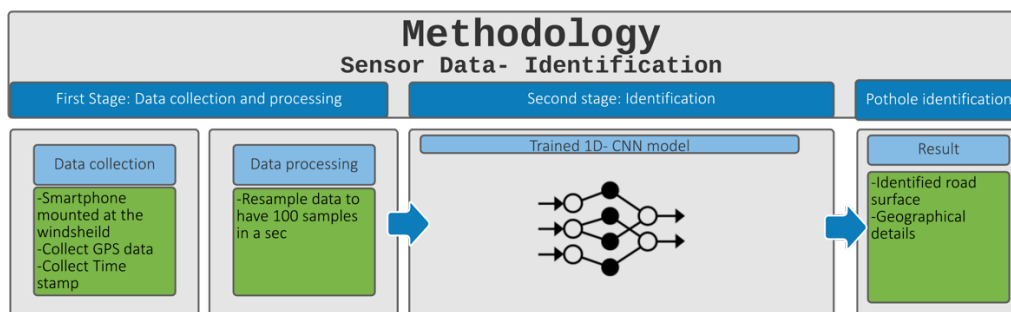 Methodology
Sensor Data- Identification
First Stage: Data collection and processing
Second stage: Identification
Pothole identification
Data collection
-Smartphone
mounted at the
windsheild
-Collect GPS data
-Collect Time
stamp
Data processing
-Resample data to
have 100 samples
in a sec
Trained 1D- CNN model
Result
-Identified road
surface
-Geographical
details